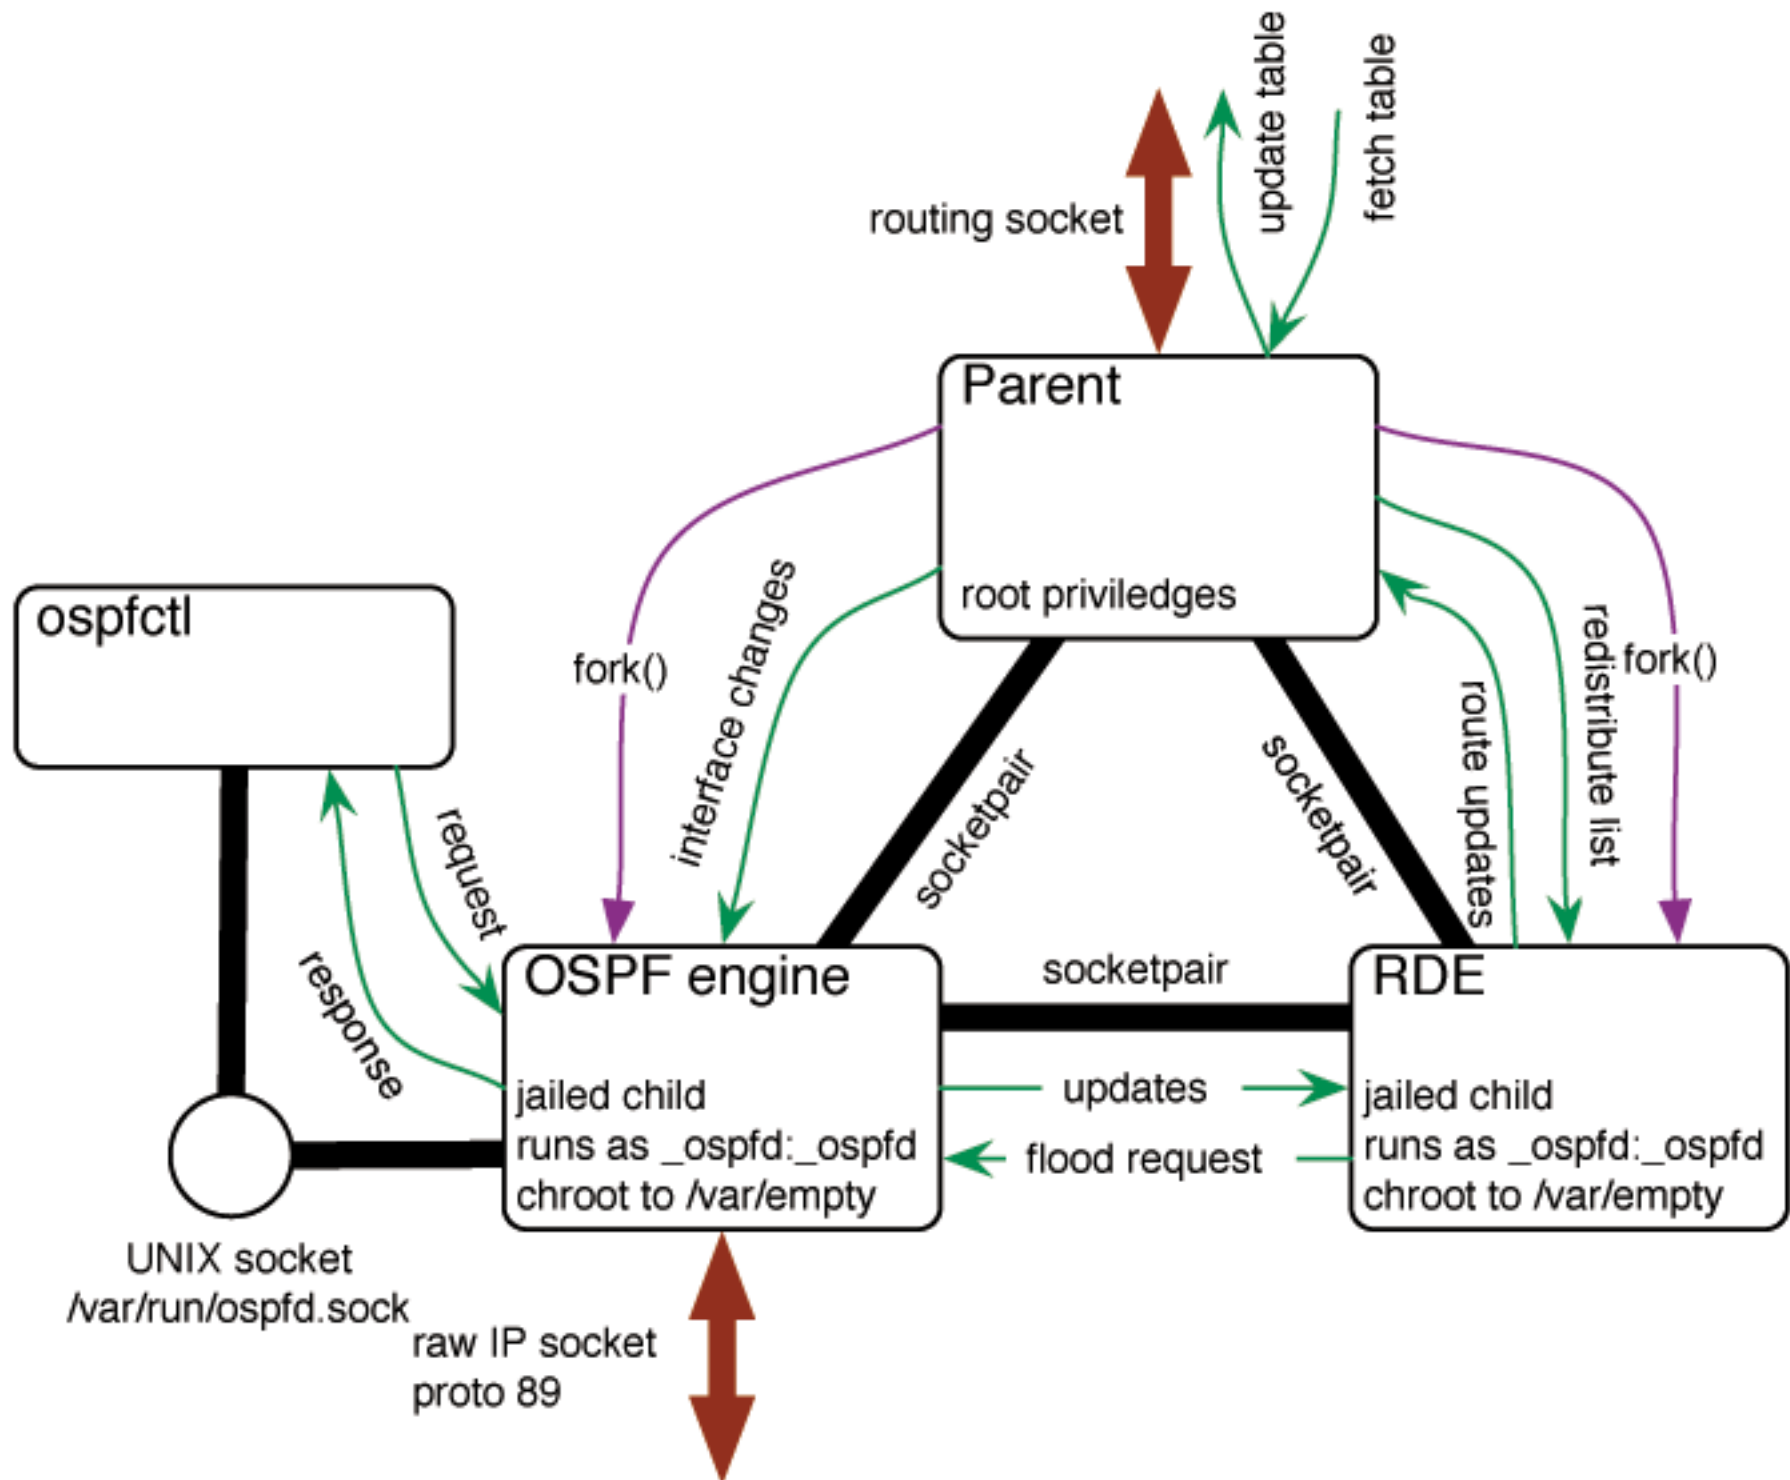 update table
fetch table
routing socket
Parent
root priviledges
ospfctl
fork()
interface changes
socketpair
socketpair
route updates
redistribute list
fork()
request
response
OSPF engine
jailed child
runs as _ospfd:_ospfd
chroot to /var/empty
socketpair
updates
flood request
RDE
jailed child
runs as _ospfd:_ospfd
chroot to /var/empty
UNIX socket
/var/run/ospfd.sock
raw IP socket
proto 89